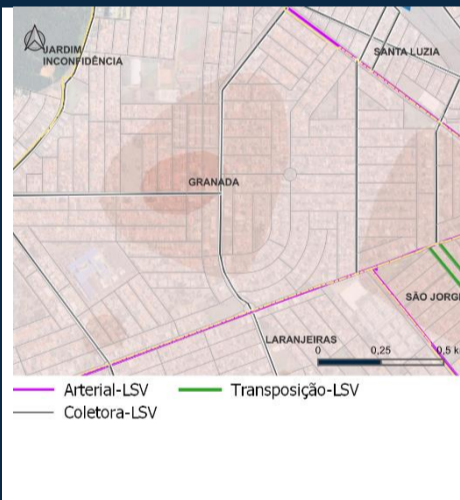 JARDIM
INCONFIDÊNCIA
SANTA LUZIA
GRANADA
SÃO JORGE
LARANJEIRAS
0 0,25 0,5 k
Arterial-LSV Transposição-LSV
Coletora-LSV